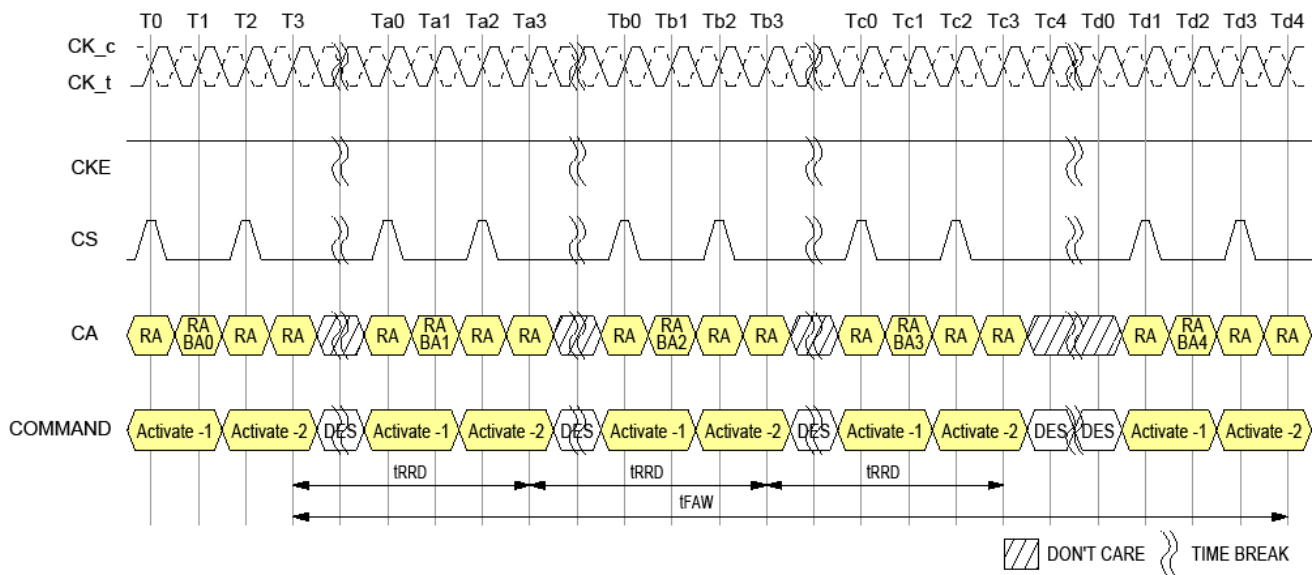 T0 T1 T2 T3 Ta0 Ta1 Ta2 Ta3 Tb0 Tb1 Tb2 Tb3 Tc0 Tc1 Tc2 Tc3 Tc4 Td0 Td1 Td2 Td3 Td4
CK_c
CK_t
CKE
CS
CA RA RA BA0 RA RA RA RA BA1 RA RA RA RA BA2 RA RA RA RA BA3 RA RA RA RA BA4 RA RA
COMMAND Activate -1 Activate -2 DES Activate -1 Activate -2 DES Activate -1 Activate -2 DES Activate -1 Activate -2 DES DES Activate -1 Activate -2
tRRD tRRD tRRD
tFAW
DON'T CARE TIME BREAK